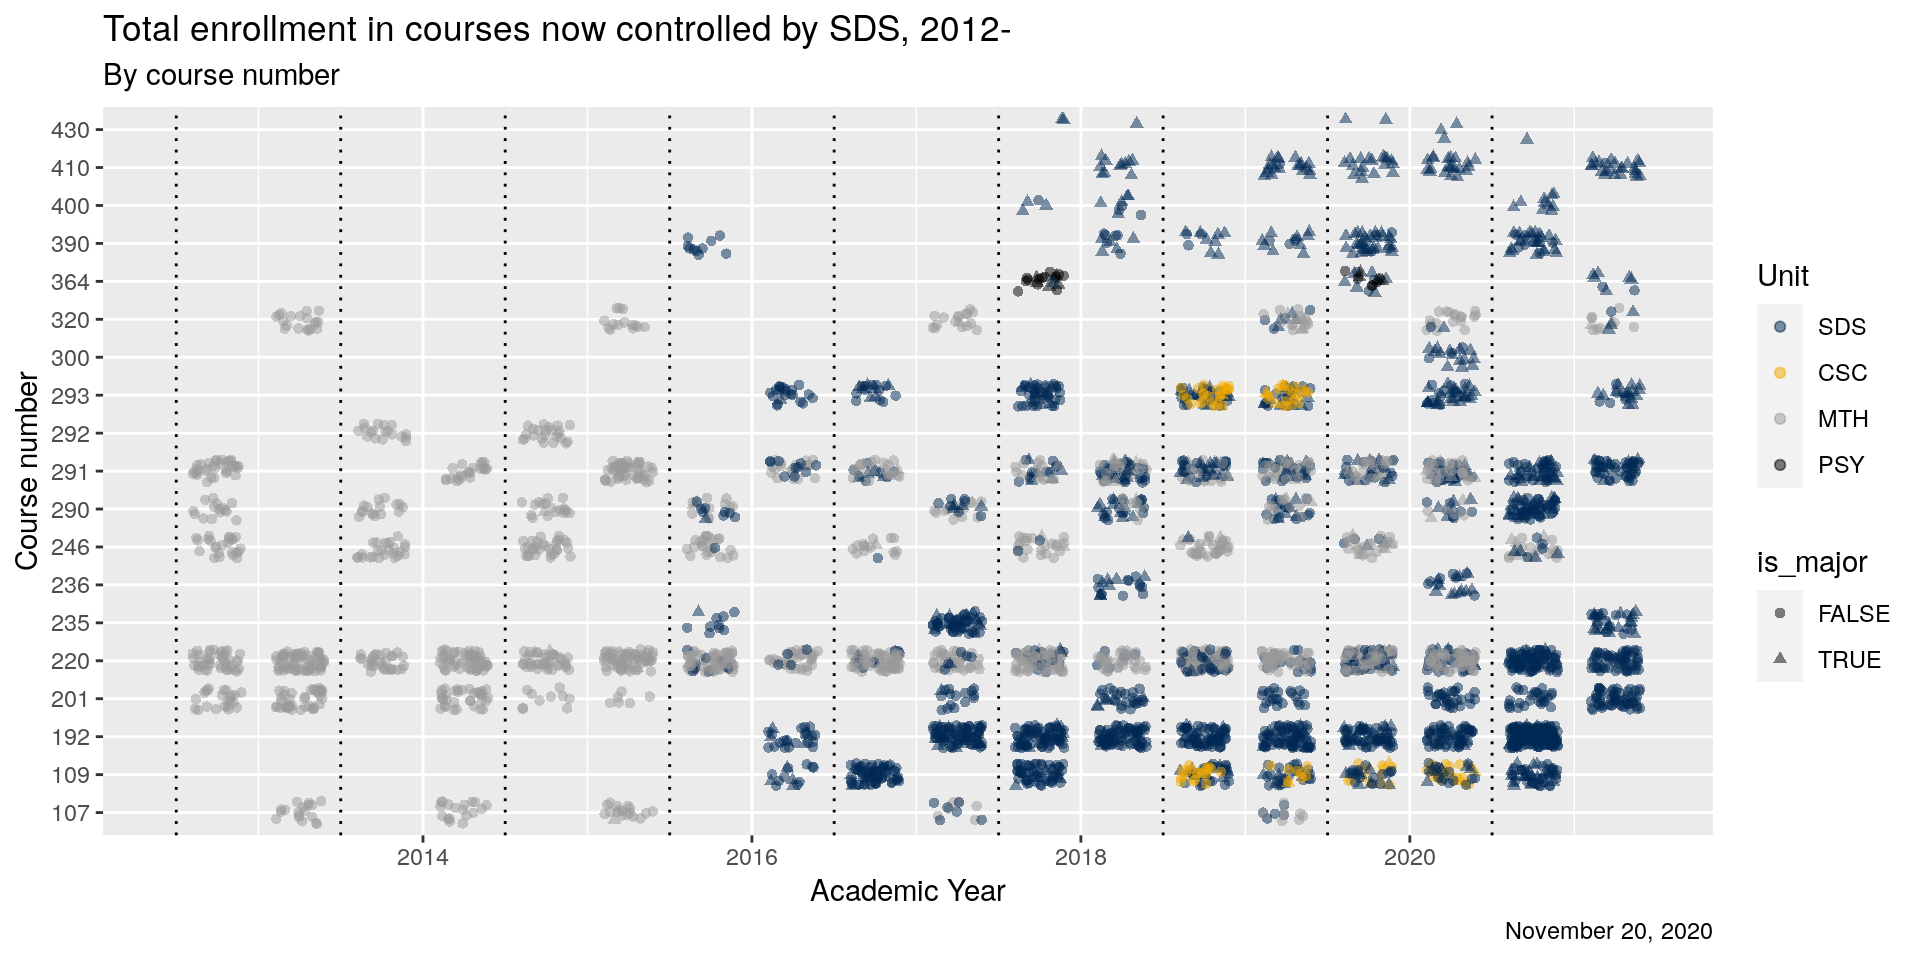 Total enrollment in courses now controlled by SDS, 2012-
By course number
430
410
400
390
364
320
300
293
292
291
290
246
236
235
220
201
192
109
107
Course number
2014
2016
2018
2020
Academic Year
Unit
SDS
CSC
MTH
PSY
is_major
FALSE
TRUE
November 20, 2020